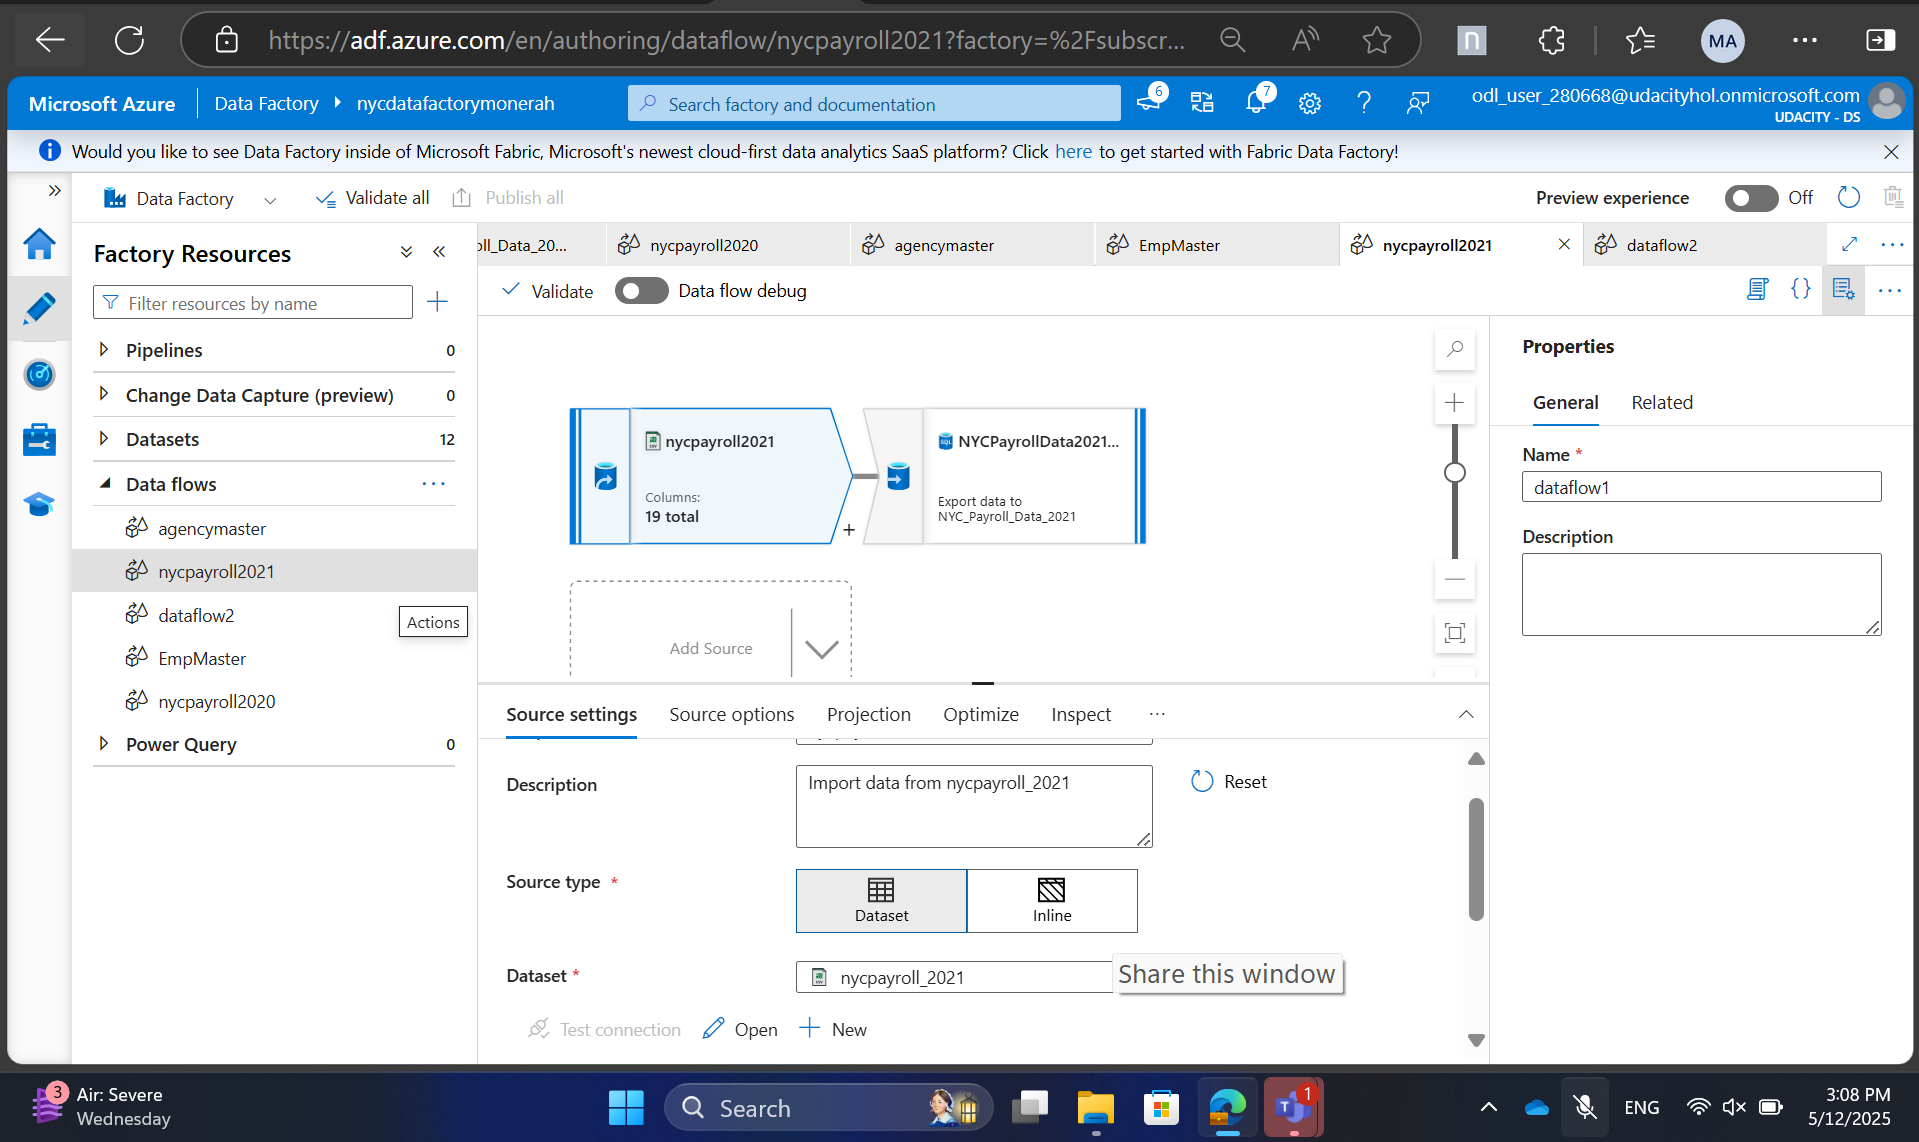 https://adf.azure.com/en/authoring/dataflow/nycpayroll2021?factory=%2Fsubscr...
n
MA
Microsoft Azure
Data Factory
nycdatafactorymonerah
Search factory and documentation
6
7
odl_user_280668@udacityhol.onmicrosoft.com
UDACITY - DS
Would you like to see Data Factory inside of Microsoft Fabric, Microsoft's newest cloud-first data analytics SaaS platform? Click here to get started with Fabric Data Factory!
Data Factory
Validate all
Publish all
Preview experience
Off
Factory Resources
oll_Data_20...
nycpayroll2020
agencymaster
EmpMaster
nycpayroll2021
dataflow2
Filter resources by name
Validate
Data flow debug
Pipelines 0
Change Data Capture (preview) 0
Datasets 12
Data flows
agencymaster
nycpayroll2021
dataflow2
Actions
EmpMaster
nycpayroll2020
Power Query 0
nycpayroll2021
Columns:
19 total
+
SQL
NYCPayrollData2021...
Export data to
NYC_Payroll_Data_2021
Add Source
Properties
General
Related
Name *
dataflow1
Description
Source settings
Source options
Projection
Optimize
Inspect
Description
Import data from nycpayroll_2021
Reset
Source type *
Dataset
Inline
Dataset *
nycpayroll_2021
Share this window
Test connection
Open
New
3
Air: Severe
Wednesday
Search
T
1
ENG
3:08 PM
5/12/2025